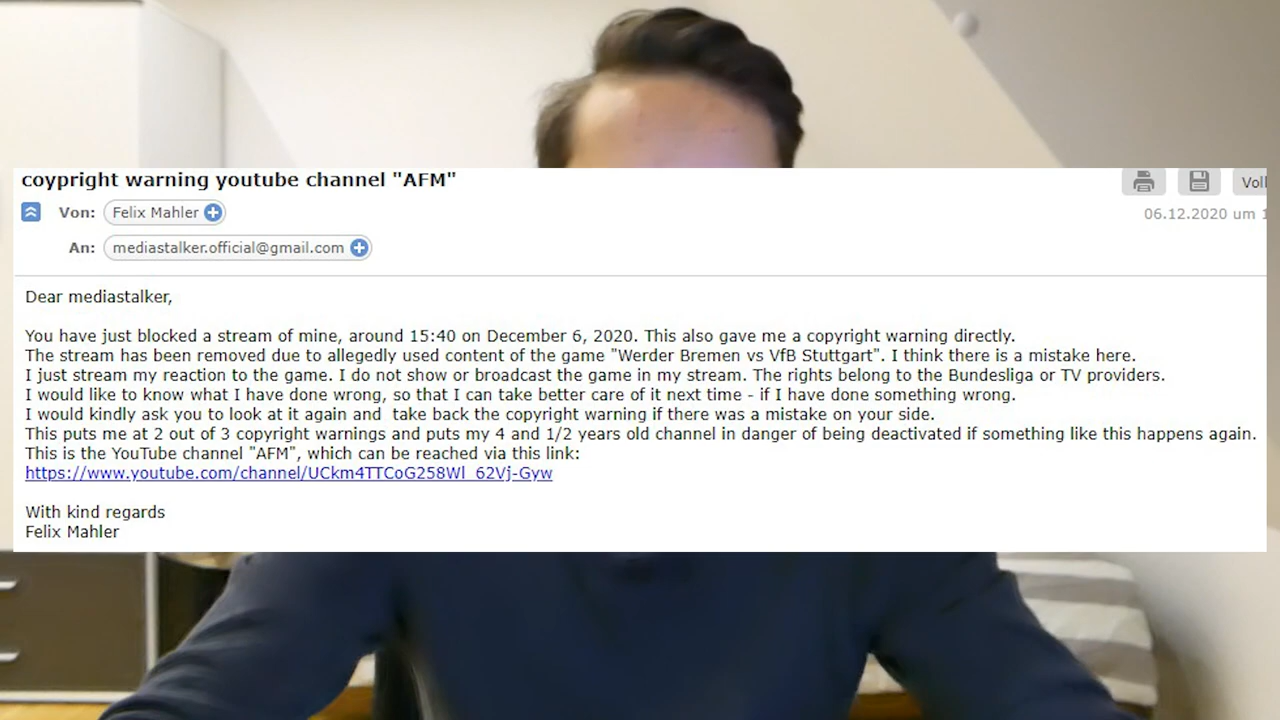 coypright warning youtube channel "AFM"
Von: Felix Mahler
06.12.2020 um
An: mediastalker.official@gmail.com
Dear mediastalker,
You have just blocked a stream of mine, around 15:40 on December 6, 2020. This also gave me a copyright warning directly.
The stream has been removed due to allegedly used content of the game "Werder Bremen vs VfB Stuttgart". I think there is a mistake here.
I just stream my reaction to the game. I do not show or broadcast the game in my stream. The rights belong to the Bundesliga or TV providers.
I would like to know what I have done wrong, so that I can take better care of it next time - if I have done something wrong.
I would kindly ask you to look at it again and  take back the copyright warning if there was a mistake on your side.
This puts me at 2 out of 3 copyright warnings and puts my 4 and 1/2 years old channel in danger of being deactivated if something like this happens again.
This is the YouTube channel "AFM", which can be reached via this link:
https://www.youtube.com/channel/UCkm4TTCoG258Wl_62Vj-Gyw
With kind regards
Felix Mahler